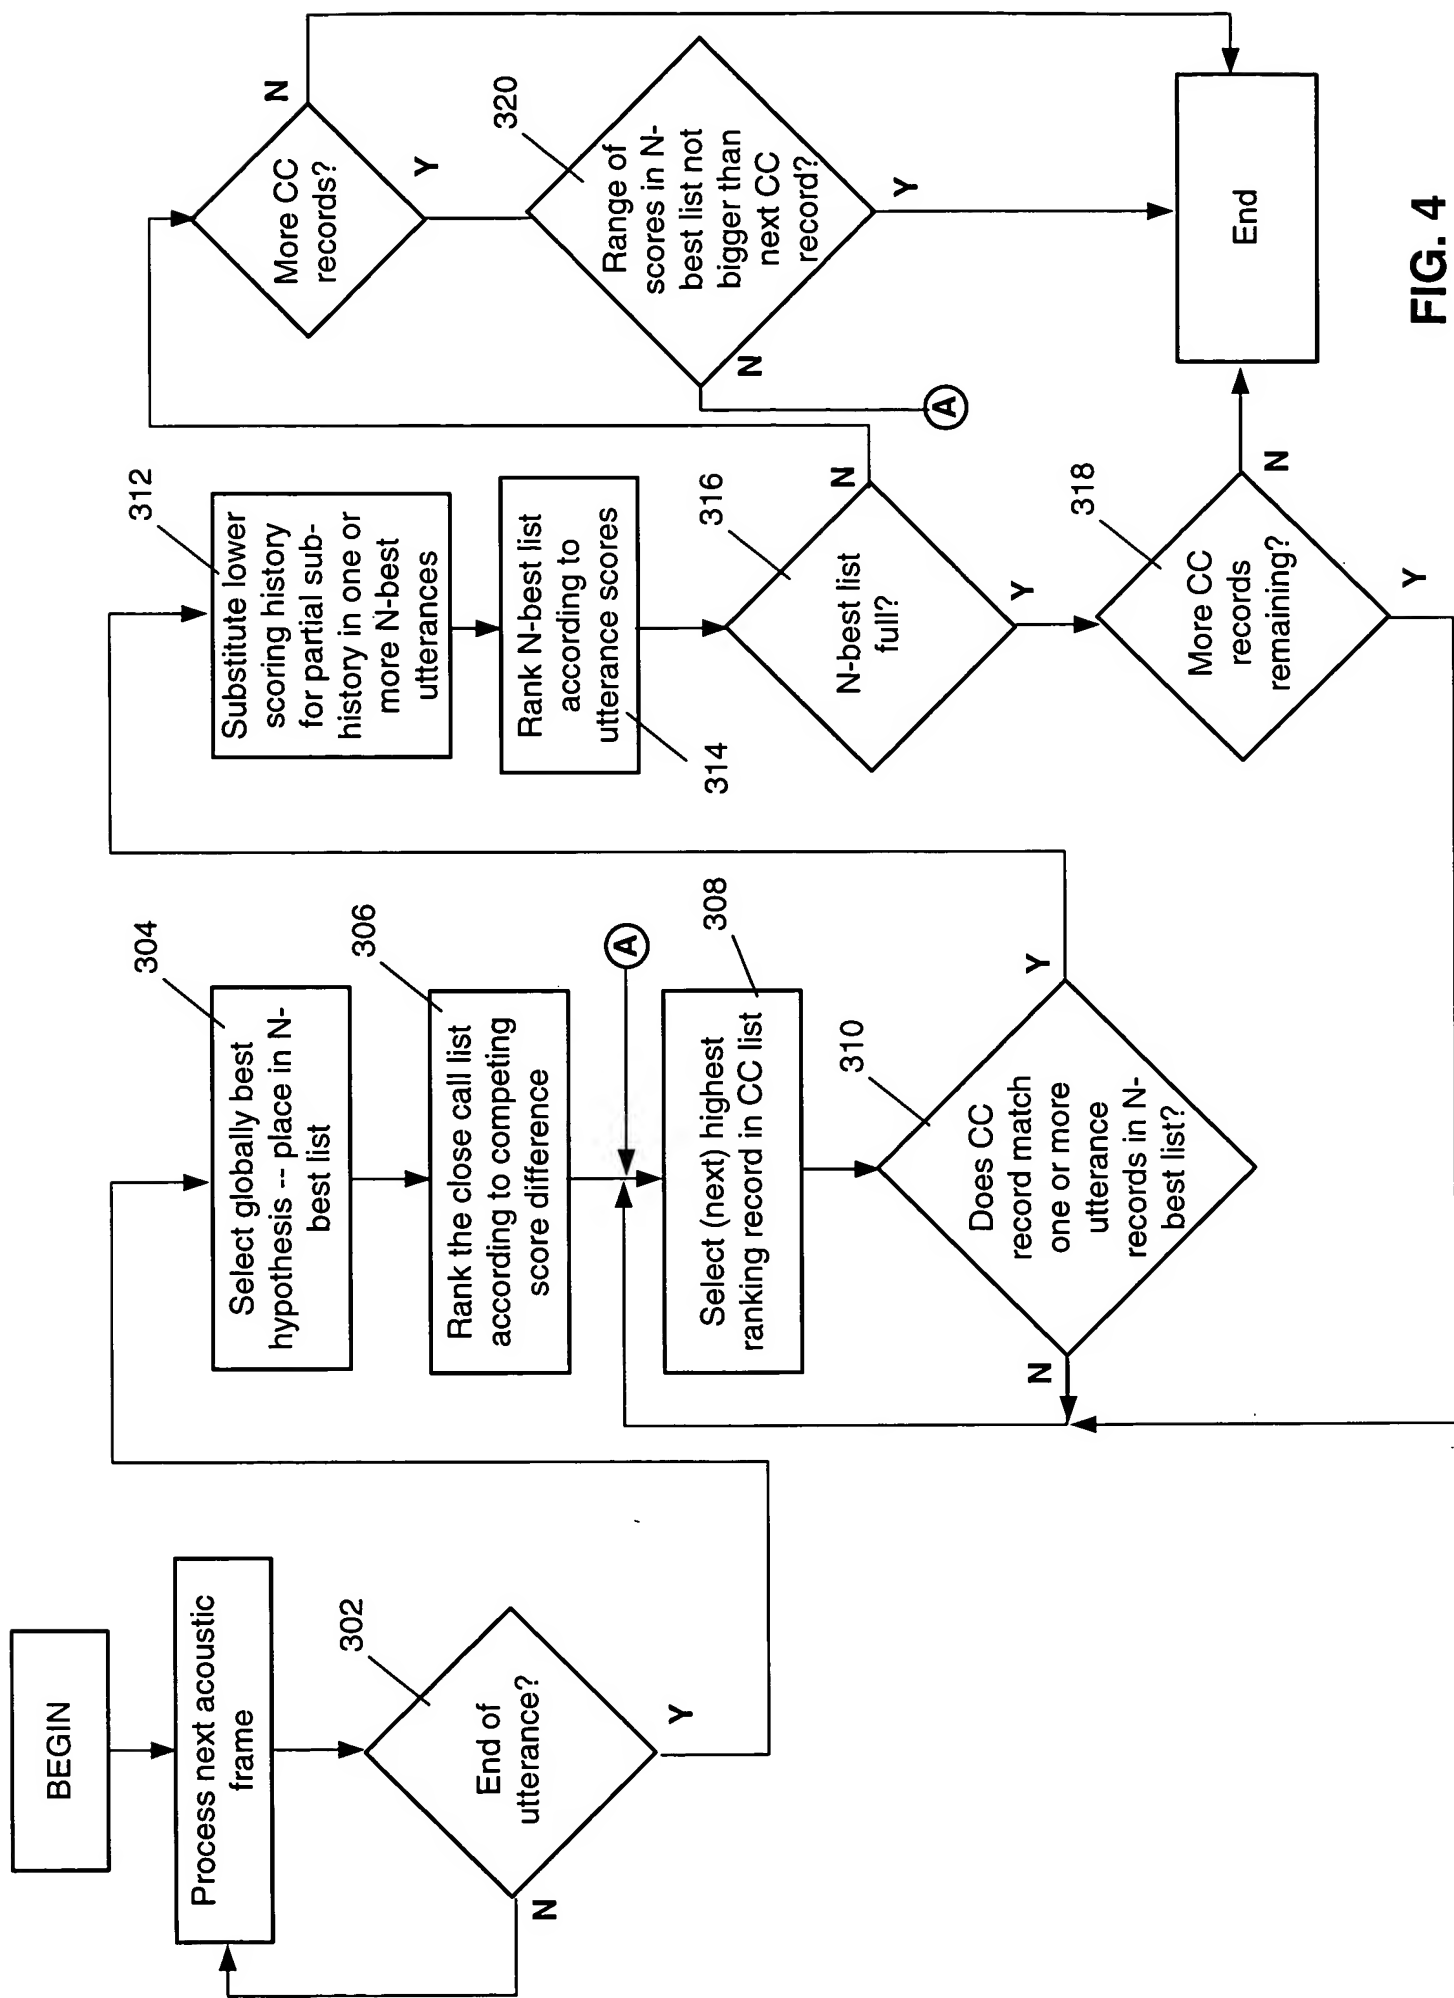 BEGIN
Process next acoustic
frame
302
End of
utterance?
N
Y
304
Select globally best
hypothesis -- place in N-
best list
306
Rank the close call list
according to competing
score difference
A
308
Select (next) highest
ranking record in CC list
310
Does CC
record match
one or more
utterance
records in N-
best list?
N
Y
312
Substitute lower
scoring history
for partial sub-
history in one or
more N-best
utterances
Rank N-best list
according to
utterance scores
314
316
N-best list
full?
N
Y
318
More CC
records
remaining?
N
Y
More CC
records?
N
Y
320
Range of
scores in N-
best list not
bigger than
next CC
record?
N
Y
A
End
FIG. 4